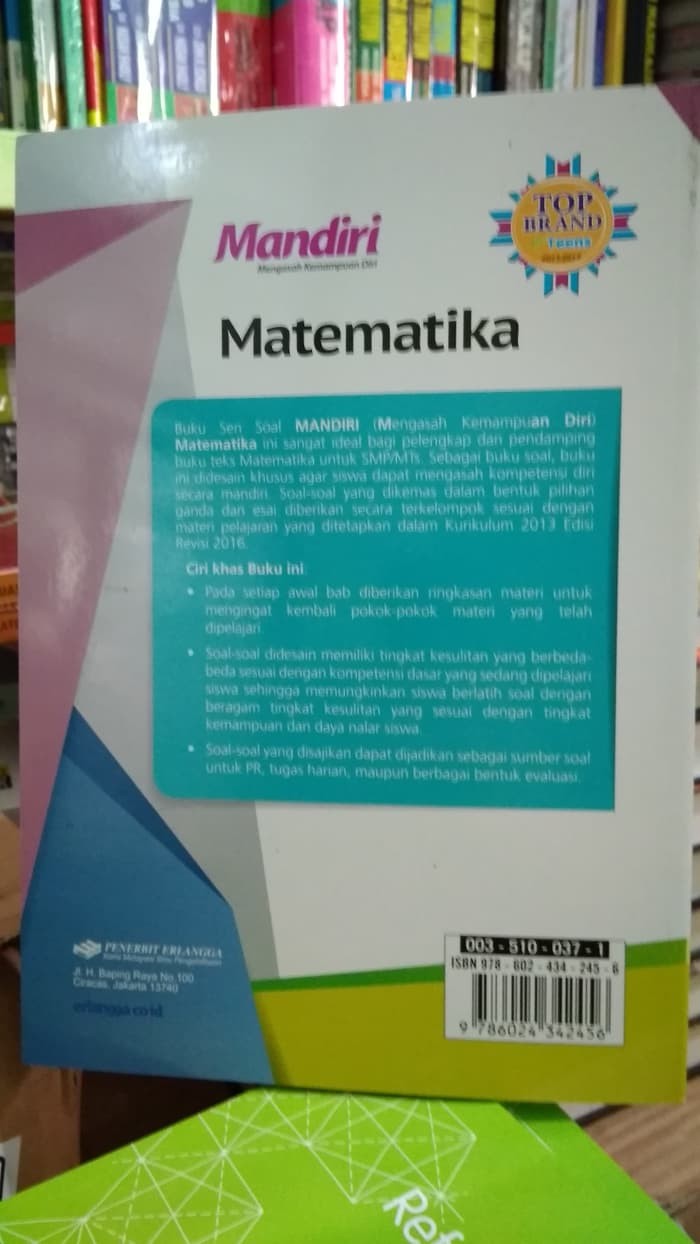 Mandiri
Mengasah Kemampuan Diri
TOP
BRAND
Teens
Matematika
Buku Sen Soal MANDIRI (Mengasah Kemampuan Diri)
Matematika ini sangat ideal bagi pelengkap dan pendamping
buku teks Matematika untuk SMP/MTs. Sebagai buku soal, buku
ini didesain khusus agar siswa dapat mengasah kompetensi diri
secara mandiri. Soal-soal yang dikemas dalam bentuk pilihan
ganda dan esai diberikan secara terkelompok sesuai dengan
materi pelajaran yang ditetapkan dalam Kurikulum 2013 Edisi
Revisi 2016.
Ciri khas Buku ini:
• Pada setiap awal bab diberikan ringkasan materi untuk
mengingat kembali pokok-pokok materi yang telah
dipelajari.
• Soal-soal didesain memiliki tingkat kesulitan yang berbeda-
beda sesuai dengan kompetensi dasar yang sedang dipelajari
siswa sehingga memungkinkan siswa berlatih soal dengan
beragam tingkat kesulitan yang sesuai dengan tingkat
kemampuan dan daya nalar siswa.
• Soal-soal yang disajikan dapat dijadikan sebagai sumber soal
untuk PR, tugas harian, maupun berbagai bentuk evaluasi.
PENERBIT ERLANGGA
Kami Melayani Ilmu Pengetahuan
Jl. H. Baping Raya No. 100
Ciracas, Jakarta 13740
erlangga.co.id
003 - 510 - 037 - 1
ISBN 978 - 602 - 434 - 245 - 6
9 786024 342456
Ref